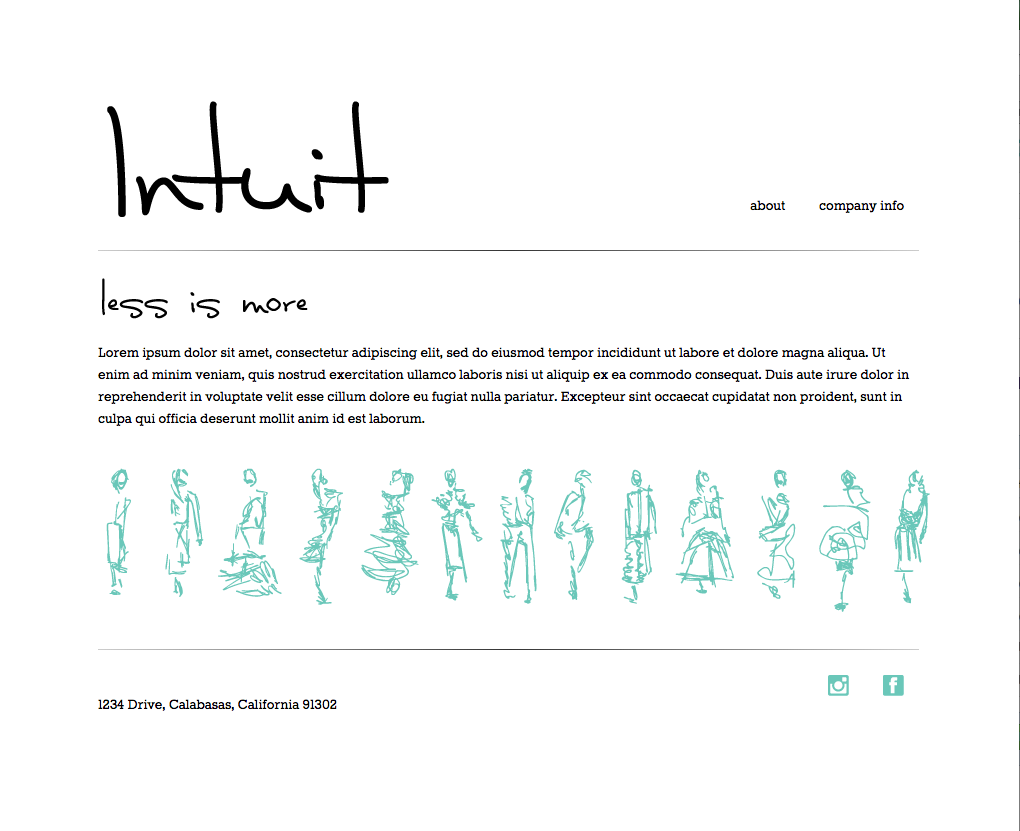 Intuit
about company info
less is more
Lorem ipsum dolor sit amet, consectetur adipiscing elit, sed do eiusmod tempor incididunt ut labore et dolore magna aliqua. Ut
enim ad minim veniam, quis nostrud exercitation ullamco laboris nisi ut aliquip ex ea commodo consequat. Duis aute irure dolor in
reprehenderit in voluptate velit esse cillum dolore eu fugiat nulla pariatur. Excepteur sint occaecat cupidatat non proident, sunt in
culpa qui officia deserunt mollit anim id est laborum.
1234 Drive, Calabasas, California 91302